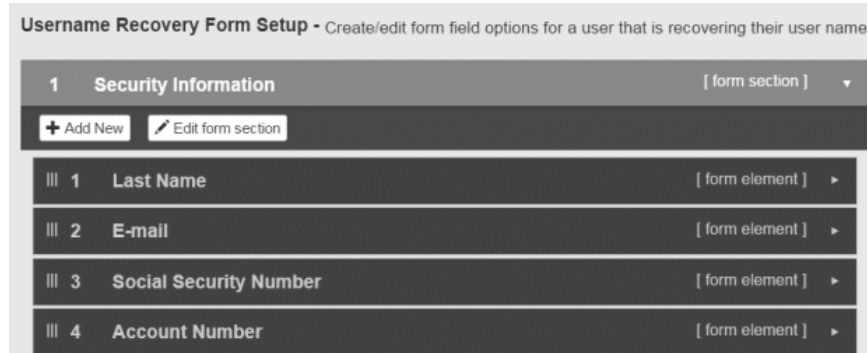 Username Recovery Form Setup - Create/edit form field options for a user that is recovering their user name
1 Security Information [ form section ]
Add New Edit form section
1 Last Name [ form element ]
2 E-mail [ form element ]
3 Social Security Number [ form element ]
4 Account Number [ form element ]